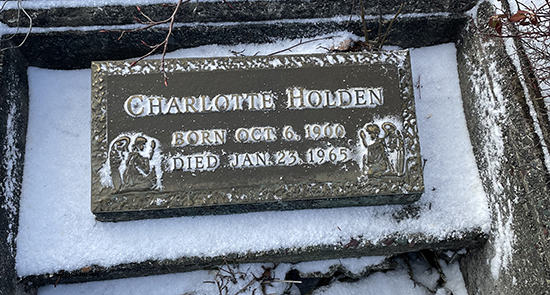 CHARLOTTE HOLDEN
BORN OCT. 6, 1900
DIED JAN. 23, 1965